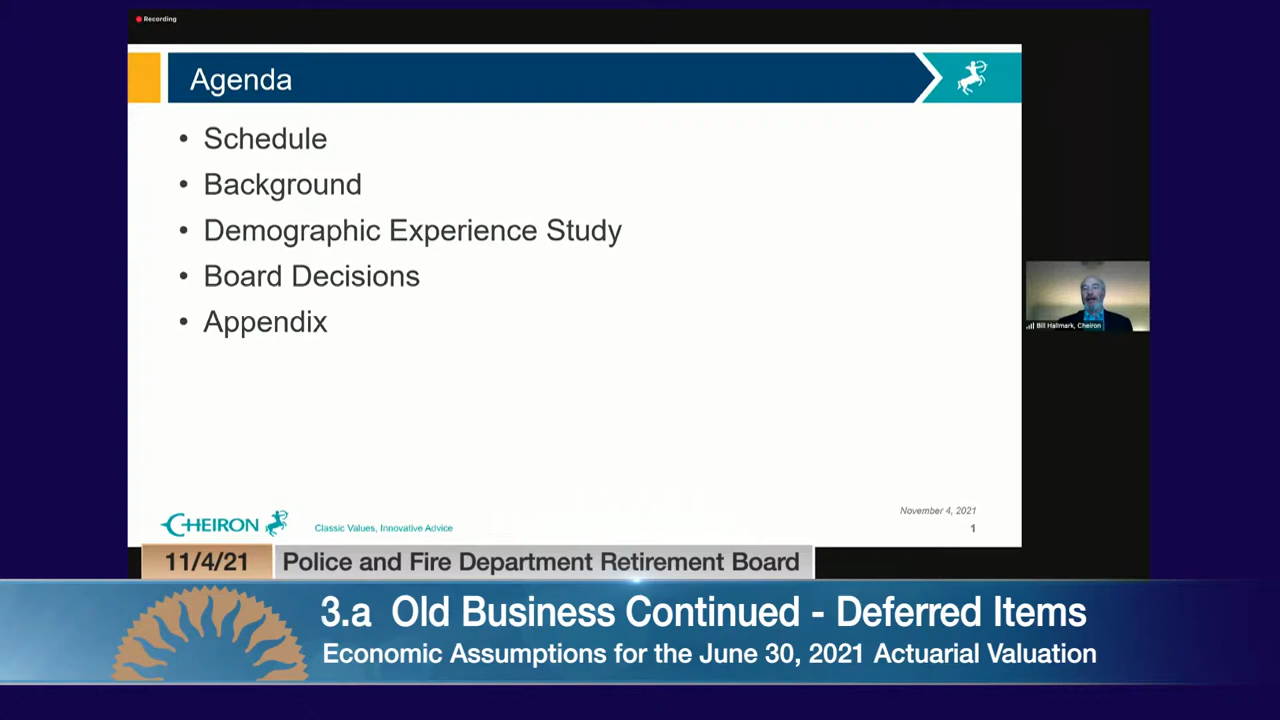 Recording
Agenda
• Schedule
• Background
• Demographic Experience Study
• Board Decisions
• Appendix
Bill Hallmark, Cheiron
November 4, 2021
CHEIRON Classic Values, Innovative Advice
1
11/4/21 Police and Fire Department Retirement Board
3.a Old Business Continued - Deferred Items
Economic Assumptions for the June 30, 2021 Actuarial Valuation